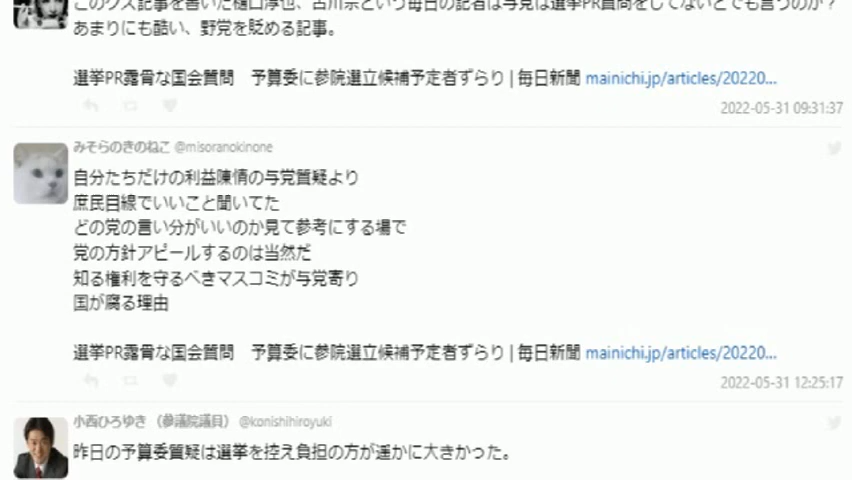 このクズ記事を書いた樋口淳也、古川宗という毎日の記者は与党は選挙PR質問をしてないとでも言うのか?
あまりにも酷い、野党を貶める記事。
選挙PR露骨な国会質問　予算委に参院選立候補予定者ずらり | 毎日新聞 mainichi.jp/articles/20220...
2022-05-31 09:31:37
みそらのきのねこ @misoranokinone
自分たちだけの利益陳情の与党質疑より
庶民目線でいいこと聞いてた
どの党の言い分がいいのか見て参考にする場で
党の方針アピールするのは当然だ
知る権利を守るべきマスコミが与党寄り
国が腐る理由
選挙PR露骨な国会質問　予算委に参院選立候補予定者ずらり | 毎日新聞 mainichi.jp/articles/20220...
2022-05-31 12:25:17
小西ひろゆき （参議院議員） @konishihiroyuki
昨日の予算委質疑は選挙を控え負担の方が遥かに大きかった。